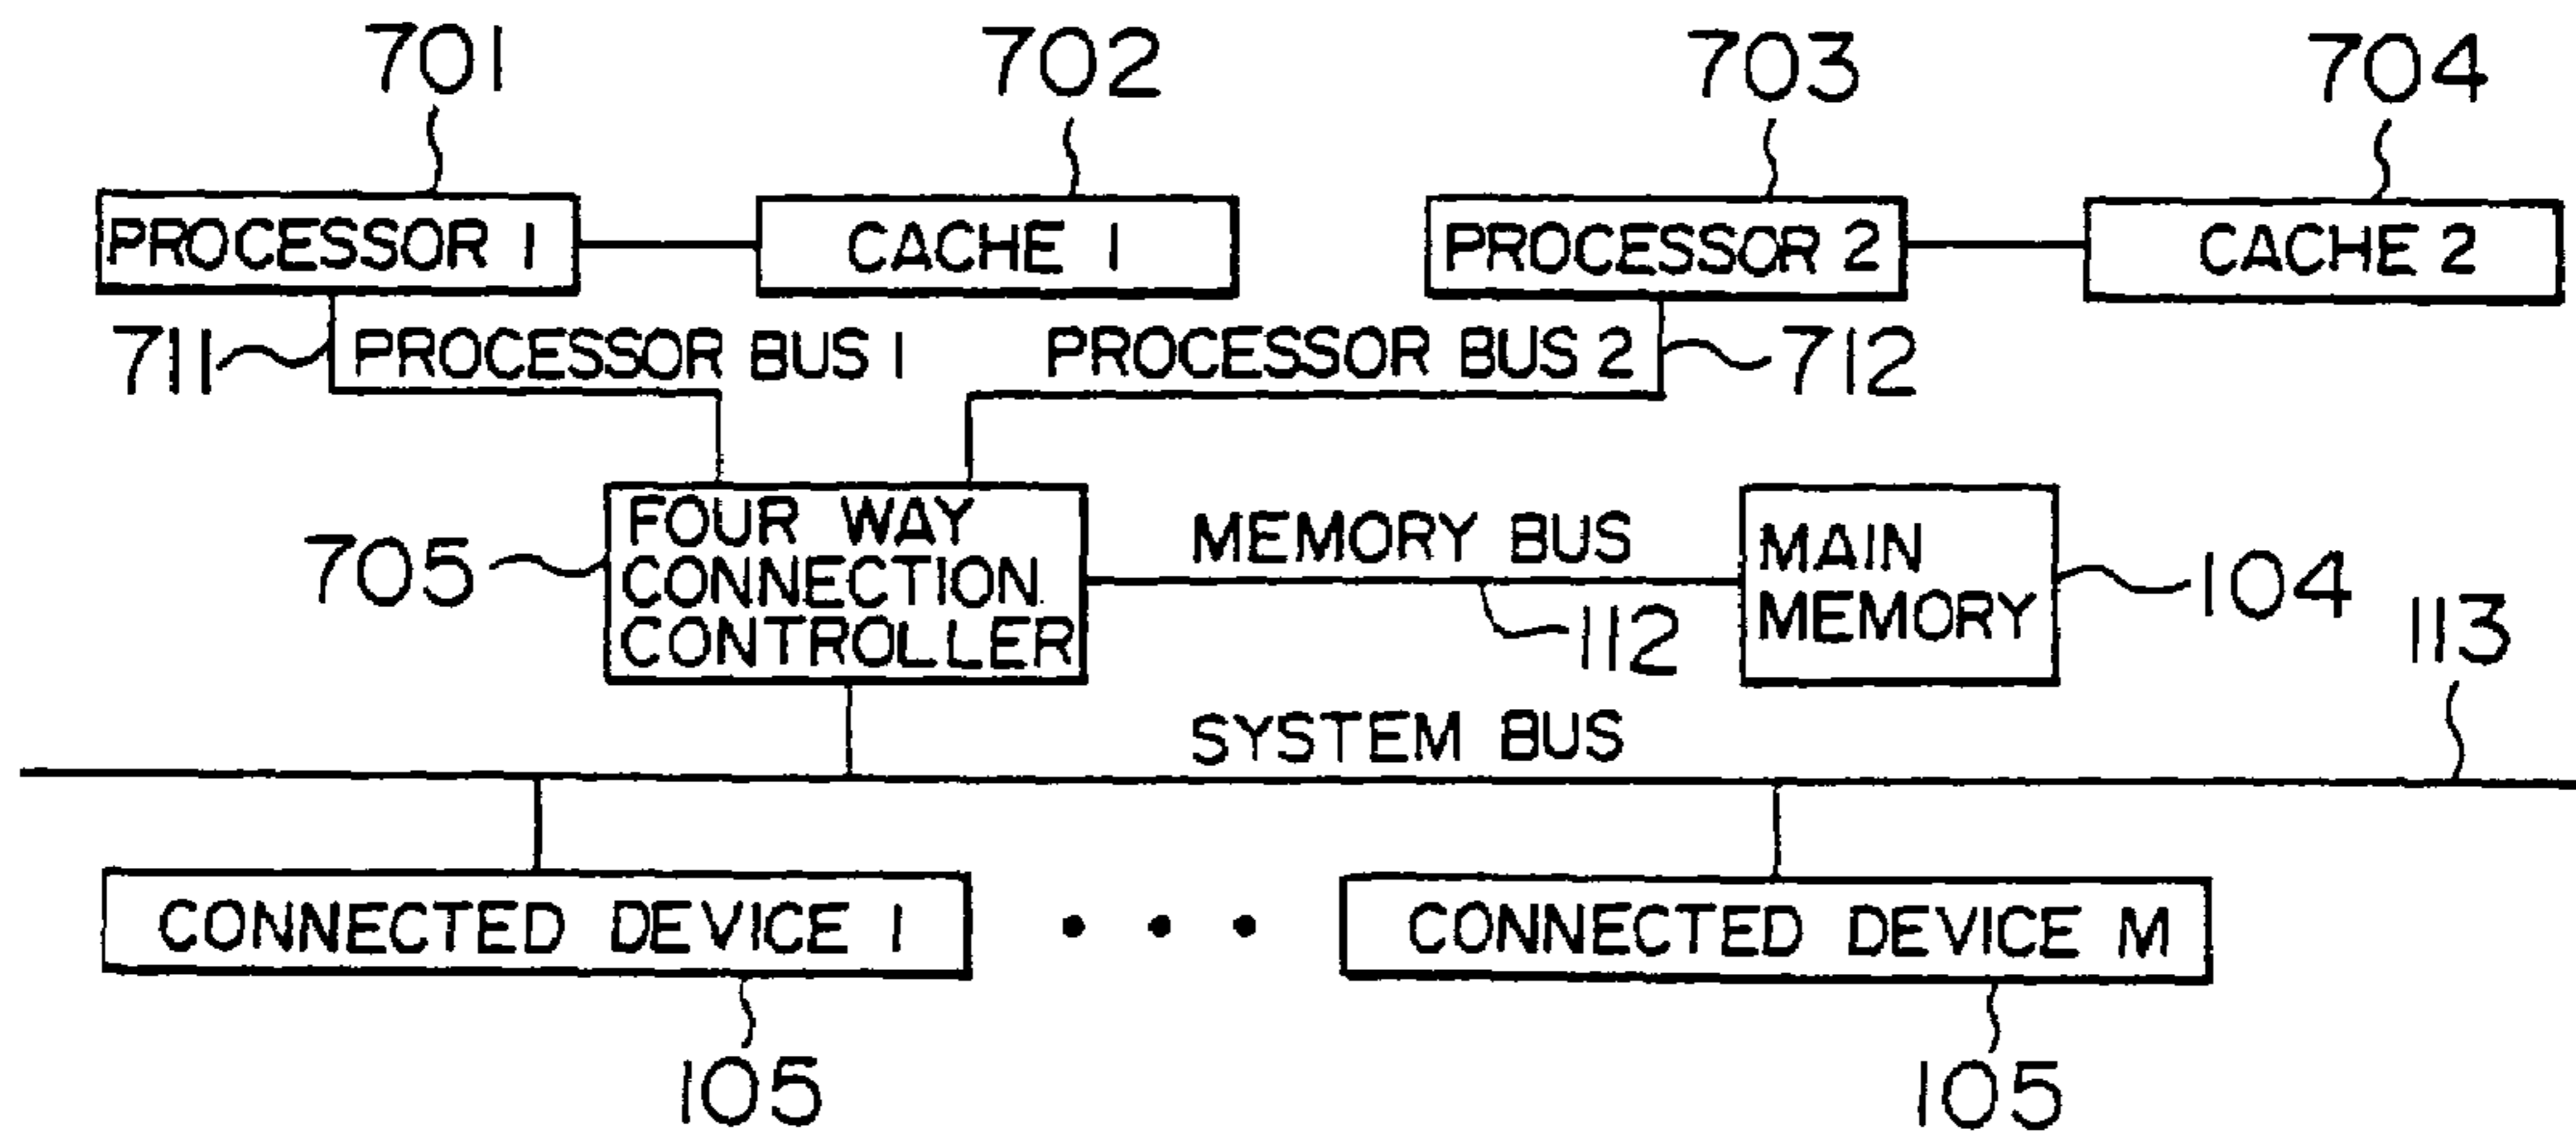 701
702
703
704
PROCESSOR 1
CACHE 1
PROCESSOR 2
CACHE 2
711
PROCESSOR BUS 1
PROCESSOR BUS 2
712
705
FOUR WAY
CONNECTION
CONTROLLER
MEMORY BUS
112
MAIN
MEMORY
104
113
SYSTEM BUS
CONNECTED DEVICE 1
• • •
CONNECTED DEVICE M
105
105